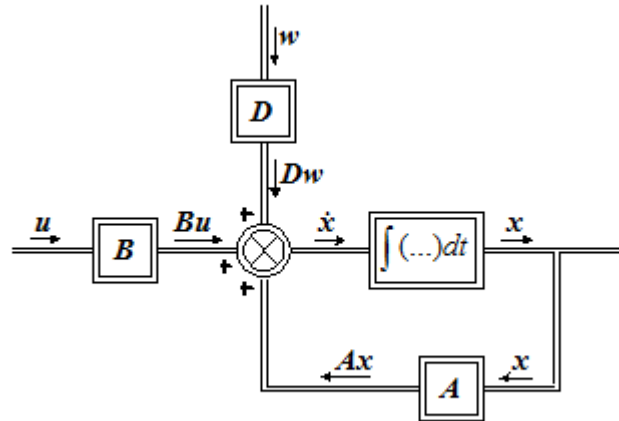 w
D
Dw
+
u
Bu
ẋ
x
B
∫(...)dt
+
+
Ax
x
A